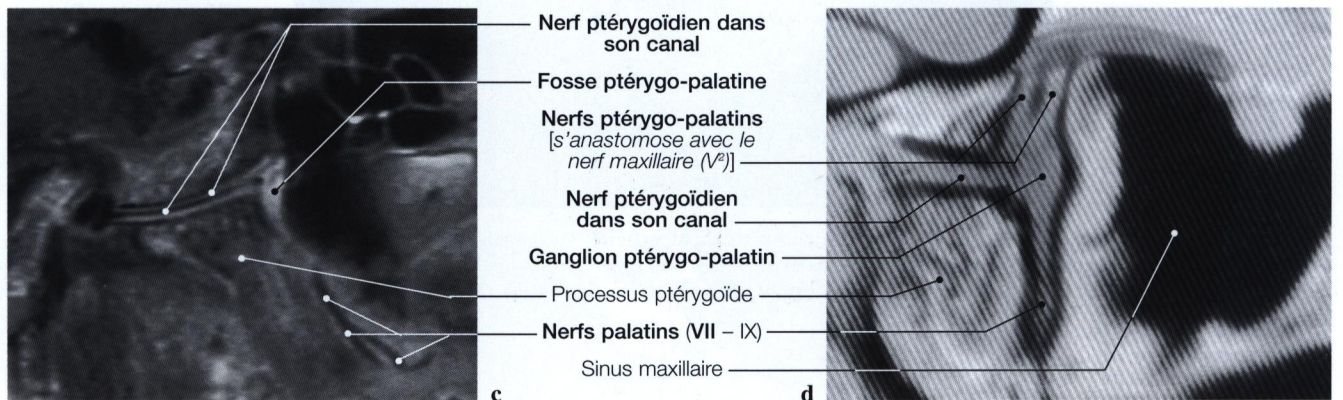 Nerf ptérygoïdien dans
son canal
Fosse ptérygo-palatine
Nerfs ptérygo-palatins
[s'anastomose avec le
nerf maxillaire (V²)]
Nerf ptérygoïdien
dans son canal
Ganglion ptérygo-palatin
Processus ptérygoïde
Nerfs palatins (VII – IX)
Sinus maxillaire
c
d